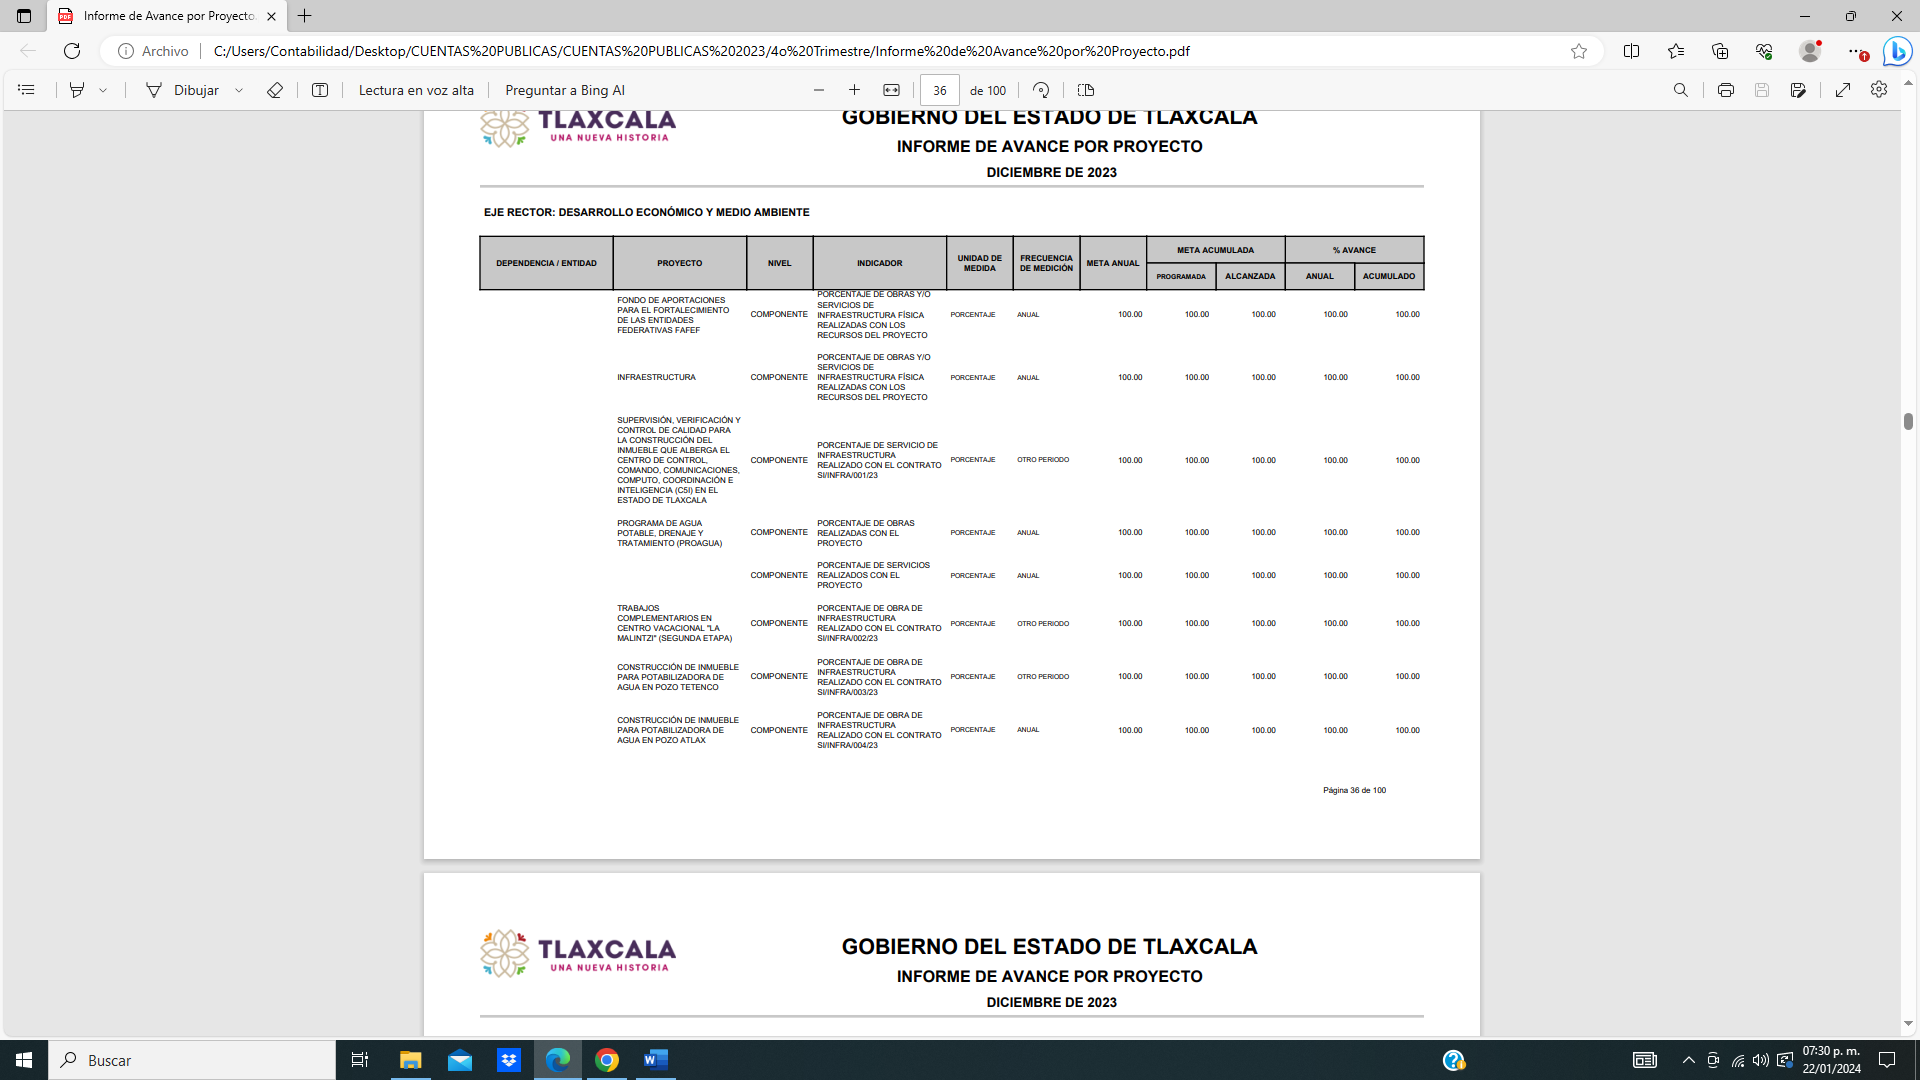 Informe de Avance por Proyecto.
Archivo
C:/Users/Contabilidad/Desktop/CUENTAS%20PUBLICAS/CUENTAS%20PUBLICAS%202023/4o%20Trimestre/Informe%20de%20Avance%20por%20Proyecto.pdf
Dibujar
Lectura en voz alta
Preguntar a Bing AI
36
de 100
TLAXCALA
UNA NUEVA HISTORIA
GOBIERNO DEL ESTADO DE TLAXCALA
INFORME DE AVANCE POR PROYECTO
DICIEMBRE DE 2023
EJE RECTOR: DESARROLLO ECONÓMICO Y MEDIO AMBIENTE
DEPENDENCIA / ENTIDAD
PROYECTO
NIVEL
INDICADOR
UNIDAD DE
MEDIDA
FRECUENCIA
DE MEDICIÓN
META ANUAL
META ACUMULADA
PROGRAMADA
ALCANZADA
% AVANCE
ANUAL
ACUMULADO
FONDO DE APORTACIONES
PARA EL FORTALECIMIENTO
DE LAS ENTIDADES
FEDERATIVAS FAFEF
COMPONENTE
PORCENTAJE DE OBRAS Y/O
SERVICIOS DE
INFRAESTRUCTURA FÍSICA
REALIZADAS CON LOS
RECURSOS DEL PROYECTO
PORCENTAJE
ANUAL
100.00
100.00
100.00
100.00
100.00
INFRAESTRUCTURA
COMPONENTE
PORCENTAJE DE OBRAS Y/O
SERVICIOS DE
INFRAESTRUCTURA FÍSICA
REALIZADAS CON LOS
RECURSOS DEL PROYECTO
PORCENTAJE
ANUAL
100.00
100.00
100.00
100.00
100.00
SUPERVISIÓN, VERIFICACIÓN Y
CONTROL DE CALIDAD PARA
LA CONSTRUCCIÓN DEL
INMUEBLE QUE ALBERGA EL
CENTRO DE CONTROL,
COMANDO, COMUNICACIONES,
COMPUTO, COORDINACIÓN E
INTELIGENCIA (C5I) EN EL
ESTADO DE TLAXCALA
COMPONENTE
PORCENTAJE DE SERVICIO DE
INFRAESTRUCTURA
REALIZADO CON EL CONTRATO
SI/INFRA/001/23
PORCENTAJE
OTRO PERIODO
100.00
100.00
100.00
100.00
100.00
PROGRAMA DE AGUA
POTABLE, DRENAJE Y
TRATAMIENTO (PROAGUA)
COMPONENTE
PORCENTAJE DE OBRAS
REALIZADAS CON EL
PROYECTO
PORCENTAJE
ANUAL
100.00
100.00
100.00
100.00
100.00
COMPONENTE
PORCENTAJE DE SERVICIOS
REALIZADOS CON EL
PROYECTO
PORCENTAJE
ANUAL
100.00
100.00
100.00
100.00
100.00
TRABAJOS
COMPLEMENTARIOS EN
CENTRO VACACIONAL "LA
MALINTZI" (SEGUNDA ETAPA)
COMPONENTE
PORCENTAJE DE OBRA DE
INFRAESTRUCTURA
REALIZADO CON EL CONTRATO
SI/INFRA/002/23
PORCENTAJE
OTRO PERIODO
100.00
100.00
100.00
100.00
100.00
CONSTRUCCIÓN DE INMUEBLE
PARA POTABILIZADORA DE
AGUA EN POZO TETENCO
COMPONENTE
PORCENTAJE DE OBRA DE
INFRAESTRUCTURA
REALIZADO CON EL CONTRATO
SI/INFRA/003/23
PORCENTAJE
OTRO PERIODO
100.00
100.00
100.00
100.00
100.00
CONSTRUCCIÓN DE INMUEBLE
PARA POTABILIZADORA DE
AGUA EN POZO ATLAX
COMPONENTE
PORCENTAJE DE OBRA DE
INFRAESTRUCTURA
REALIZADO CON EL CONTRATO
SI/INFRA/004/23
PORCENTAJE
ANUAL
100.00
100.00
100.00
100.00
100.00
Página 36 de 100
TLAXCALA
UNA NUEVA HISTORIA
GOBIERNO DEL ESTADO DE TLAXCALA
INFORME DE AVANCE POR PROYECTO
DICIEMBRE DE 2023
Buscar
07:30 p. m.
22/01/2024